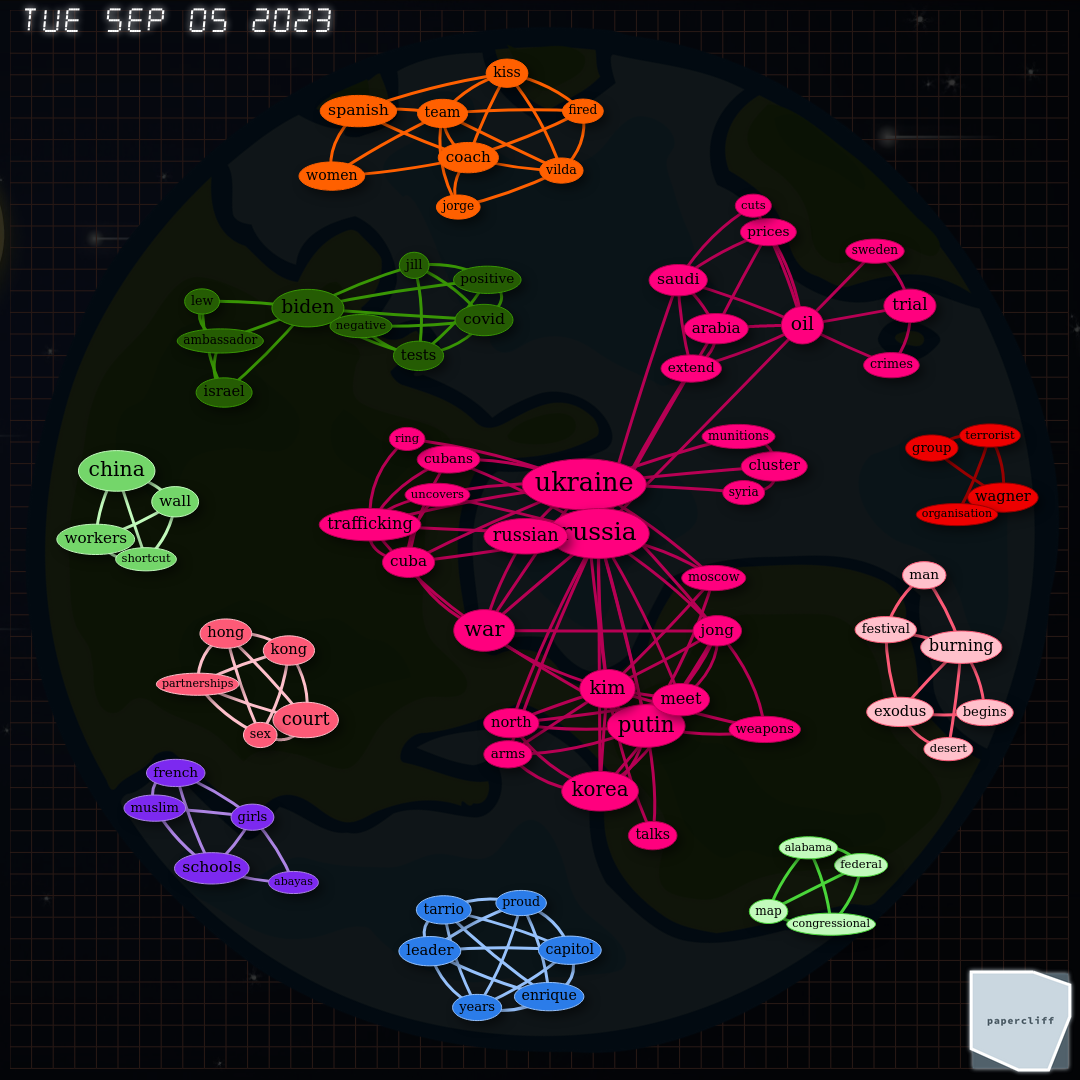 TUE SEP 05 2023
kiss
spanish
team
fired
coach
women
vilda
jorge
cuts
prices
sweden
saudi
trial
arabia
oil
extend
crimes
jill
positive
lew
biden
negative
covid
ambassador
tests
israel
ring
cubans
munitions
cluster
uncovers
ukraine
syria
trafficking
russian
russia
cuba
moscow
war
jong
kim
meet
north
putin
weapons
arms
korea
talks
terrorist
group
wagner
organisation
china
wall
workers
shortcut
man
festival
burning
exodus
begins
desert
hong
kong
partnerships
court
sex
french
muslim
girls
schools
abayas
alabama
federal
map
congressional
tarrio
proud
leader
capitol
enrique
years
papercliff